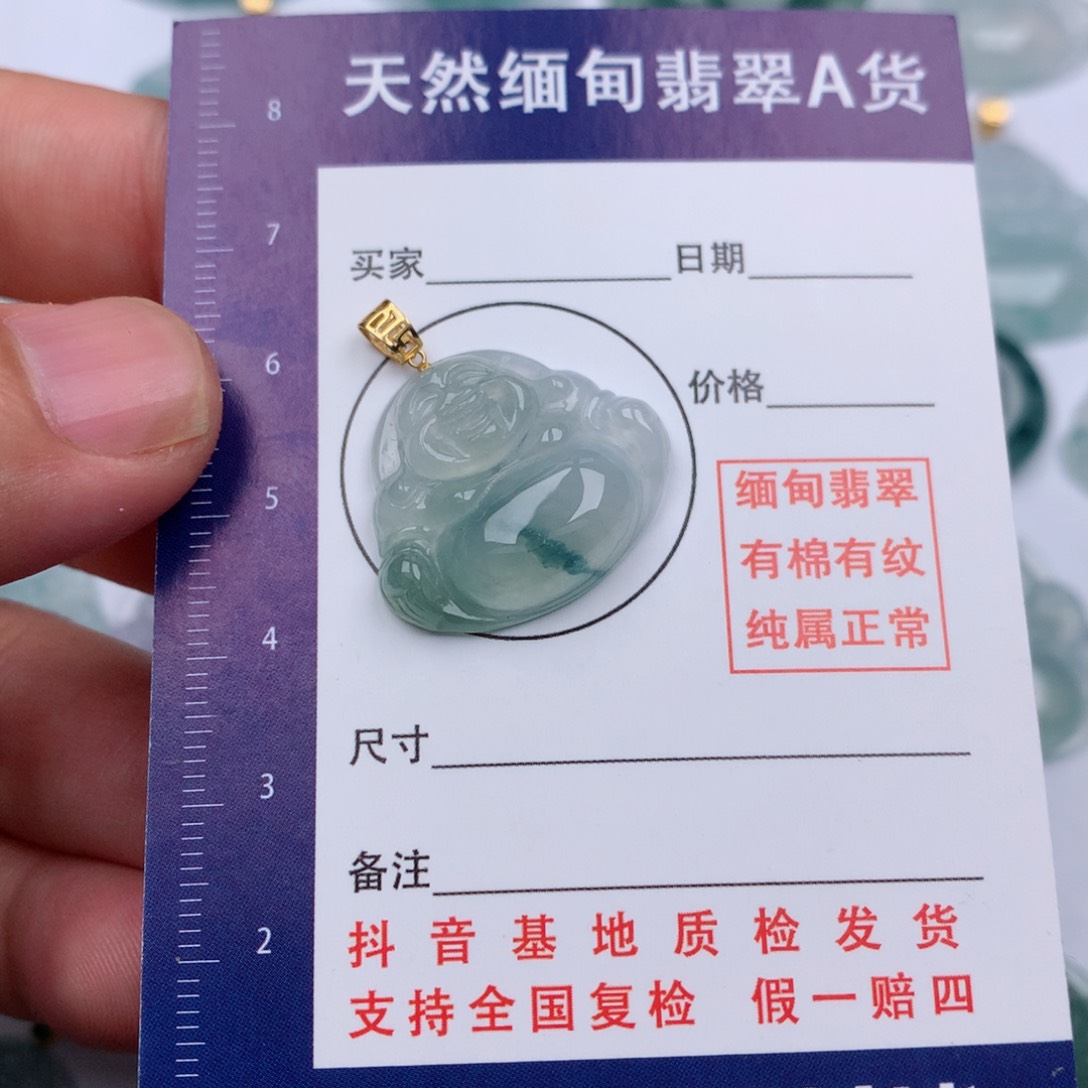 天然缅甸翡翠A货
8
7
买家 日期
6
价格
5
缅甸翡翠
有棉有纹
纯属正常
4
尺寸
3
备注
2
抖音基地质检发货
支持全国复检 假一赔四